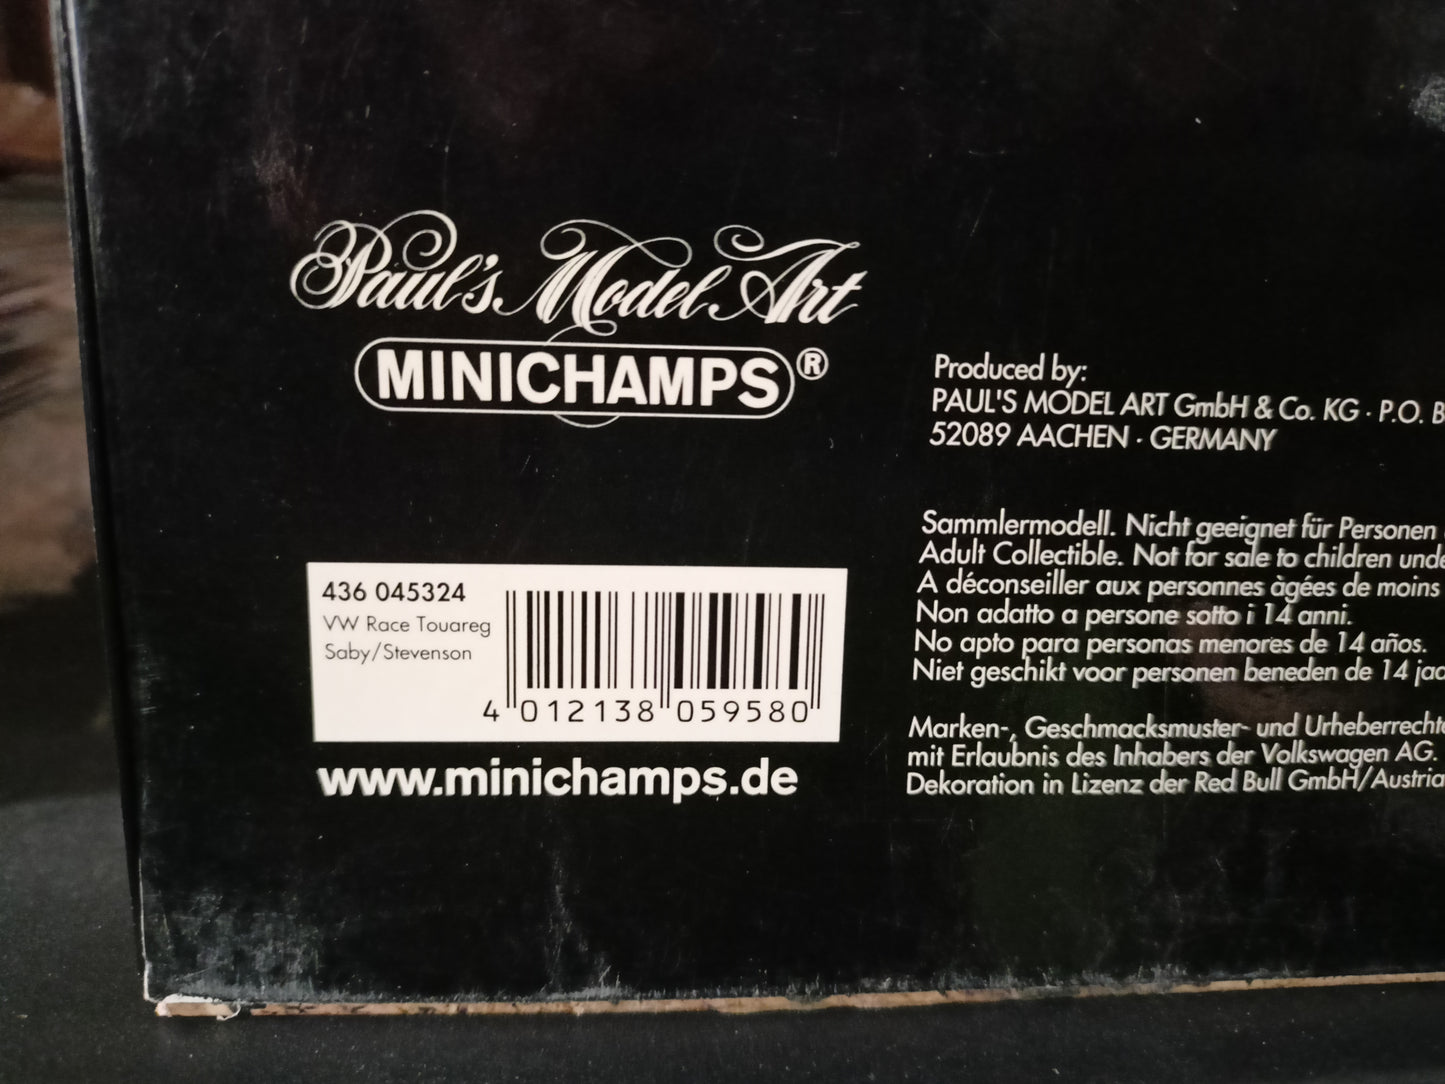 Paul's Model Art
MINICHAMPS®
Produced by:
PAUL'S MODEL ART GmbH & Co. KG · P.O. B
52089 AACHEN · GERMANY
Sammlermodell. Nicht geeignet für Personen
Adult Collectible. Not for sale to children unde
A déconseiller aux personnes àgées de moins
Non adatto a persone sotto i 14 anni.
No apto para personas menores de 14 años.
Niet geschikt voor personen beneden de 14 jaa
Marken-, Geschmacksmuster- und Urheberrechte
mit Erlaubnis des Inhabers der Volkswagen AG.
Dekoration in Lizenz der Red Bull GmbH/Austria
436 045324
VW Race Touareg
Saby/Stevenson
4 012138 059580
www.minichamps.de